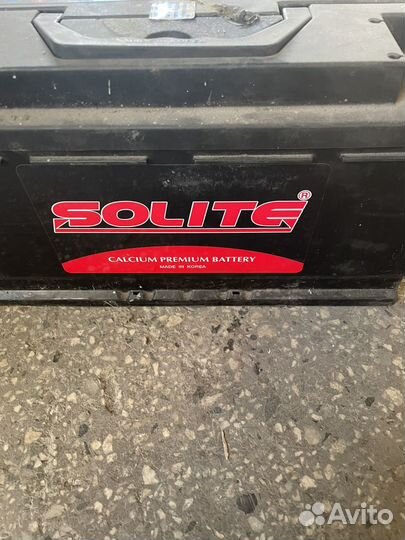 SOLITE ®
CALCIUM PREMIUM BATTERY
MADE IN KOREA
Avito